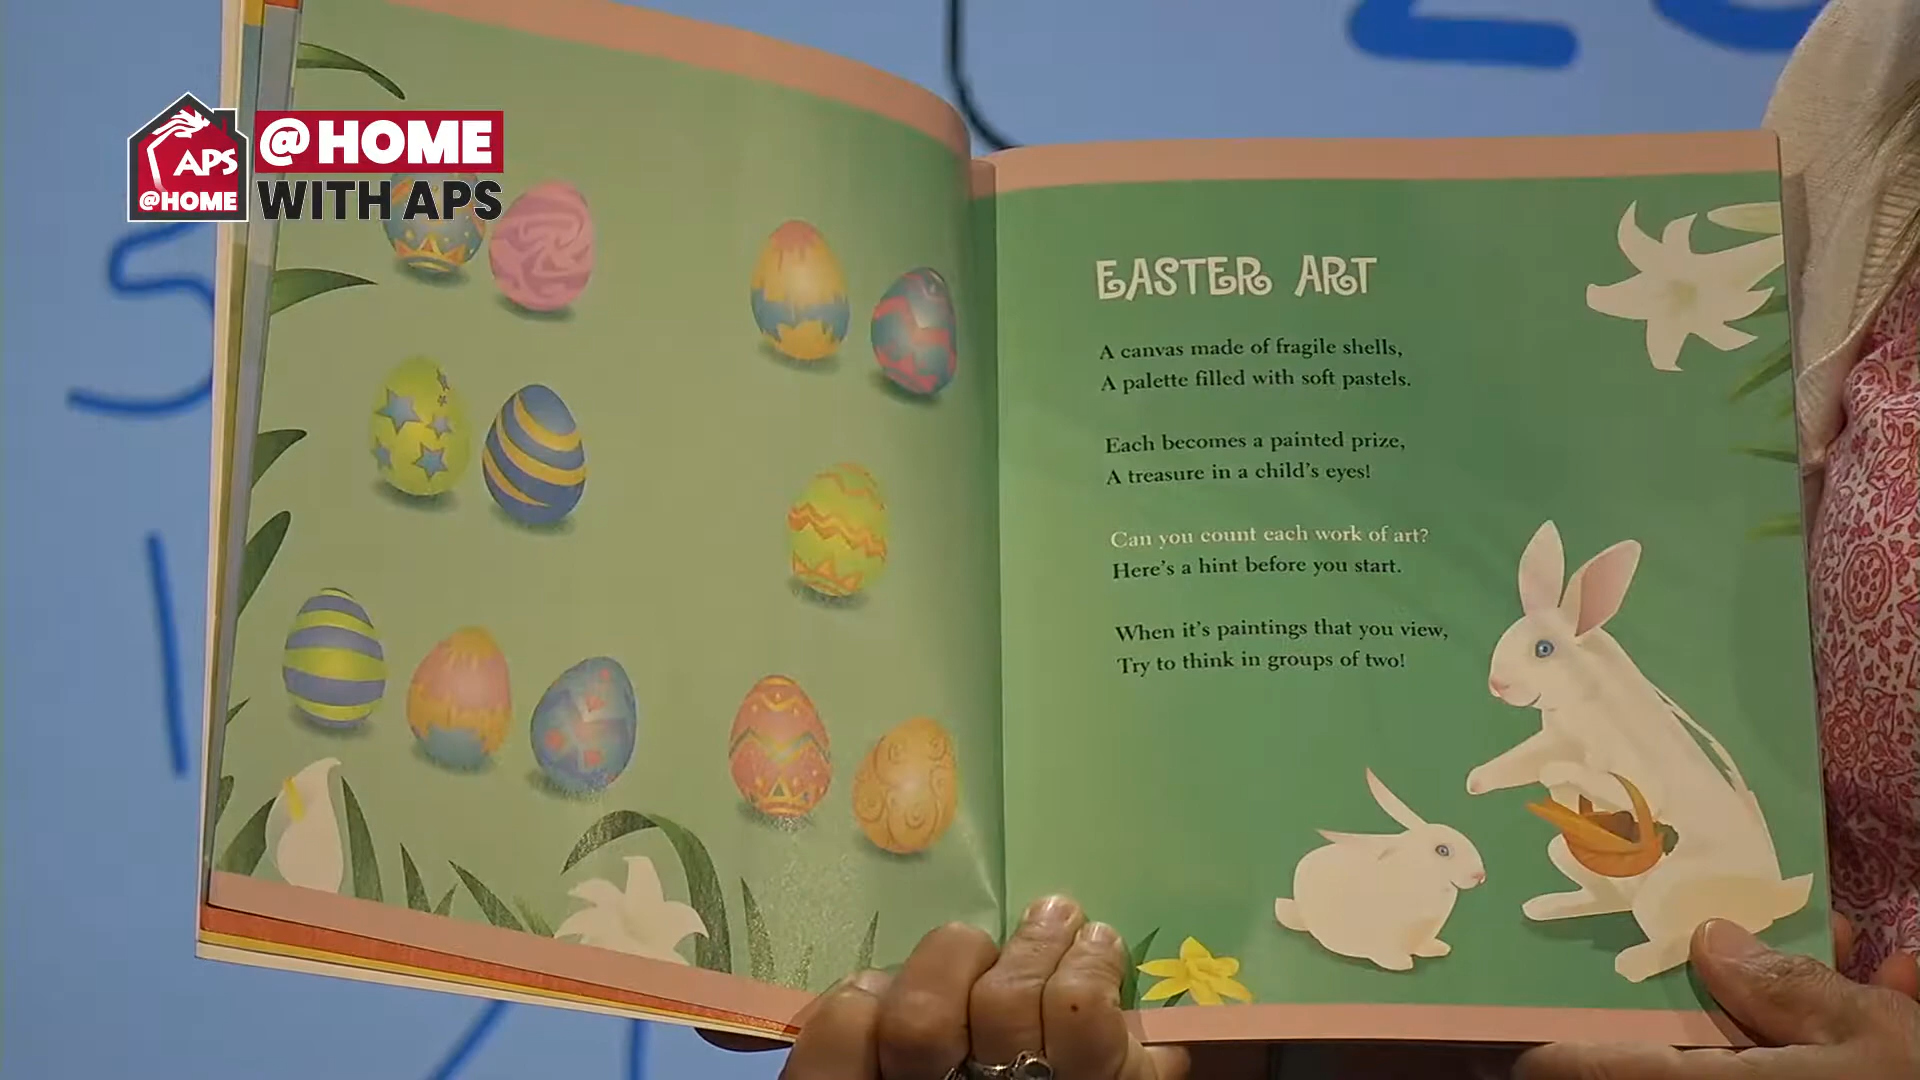 APS
@HOME
@HOME
WITH APS
5
1
EASTER ART
A canvas made of fragile shells,
A palette filled with soft pastels.
Each becomes a painted prize,
A treasure in a child's eyes!
Can you count each work of art?
Here's a hint before you start.
When it's paintings that you view,
Try to think in groups of two!